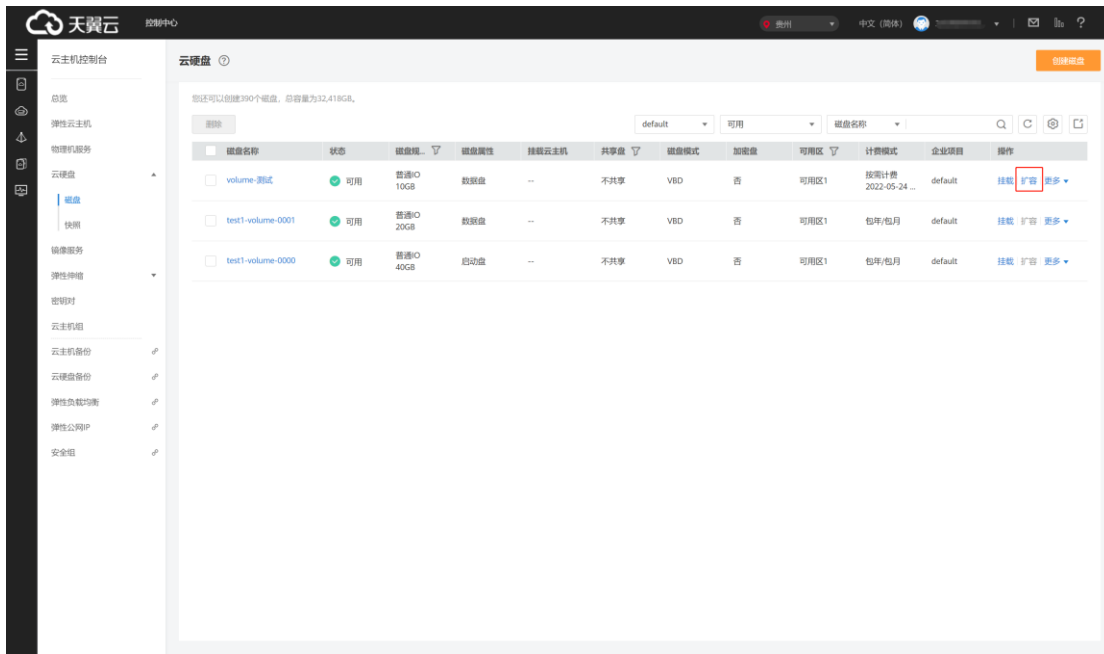 天翼云 控制中心 贵州 中文 (简体)
云主机控制台
总览
弹性云主机
物理机服务
云硬盘
磁盘
快照
镜像服务
弹性伸缩
密钥对
云主机组
云主机备份
云硬盘备份
弹性负载均衡
弹性公网IP
安全组
云硬盘 创建磁盘
您还可以创建390个磁盘，总容量为32,418GB。
删除 default 可用 磁盘名称
磁盘名称 状态 磁盘规... 磁盘属性 挂载云主机 共享盘 磁盘模式 加密盘 可用区 计费模式 企业项目 操作
volume-测试 可用 普通IO 数据盘 -- 不共享 VBD 否 可用区1 按需计费 default 挂载 扩容 更多
10GB 2022-05-24 ...
test1-volume-0001 可用 普通IO 数据盘 -- 不共享 VBD 否 可用区1 包年/包月 default 挂载 扩容 更多
20GB
test1-volume-0000 可用 普通IO 启动盘 -- 不共享 VBD 否 可用区1 包年/包月 default 挂载 扩容 更多
40GB